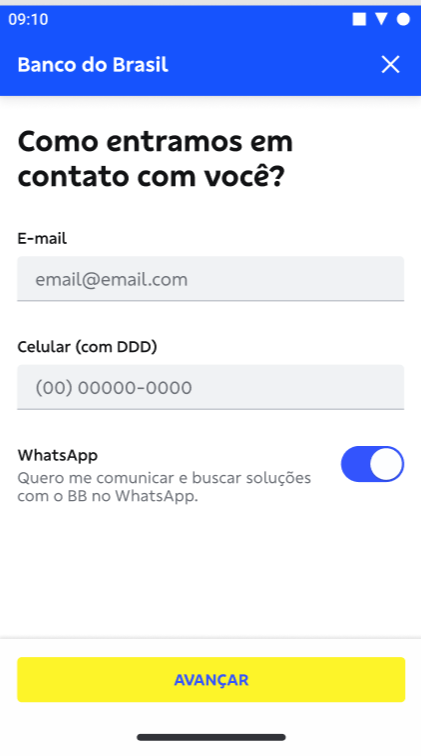 09:10
Banco do Brasil
Como entramos em
contato com você?
E-mail
email@email.com
Celular (com DDD)
(00) 00000-0000
WhatsApp
Quero me comunicar e buscar soluções
com o BB no WhatsApp.
AVANÇAR